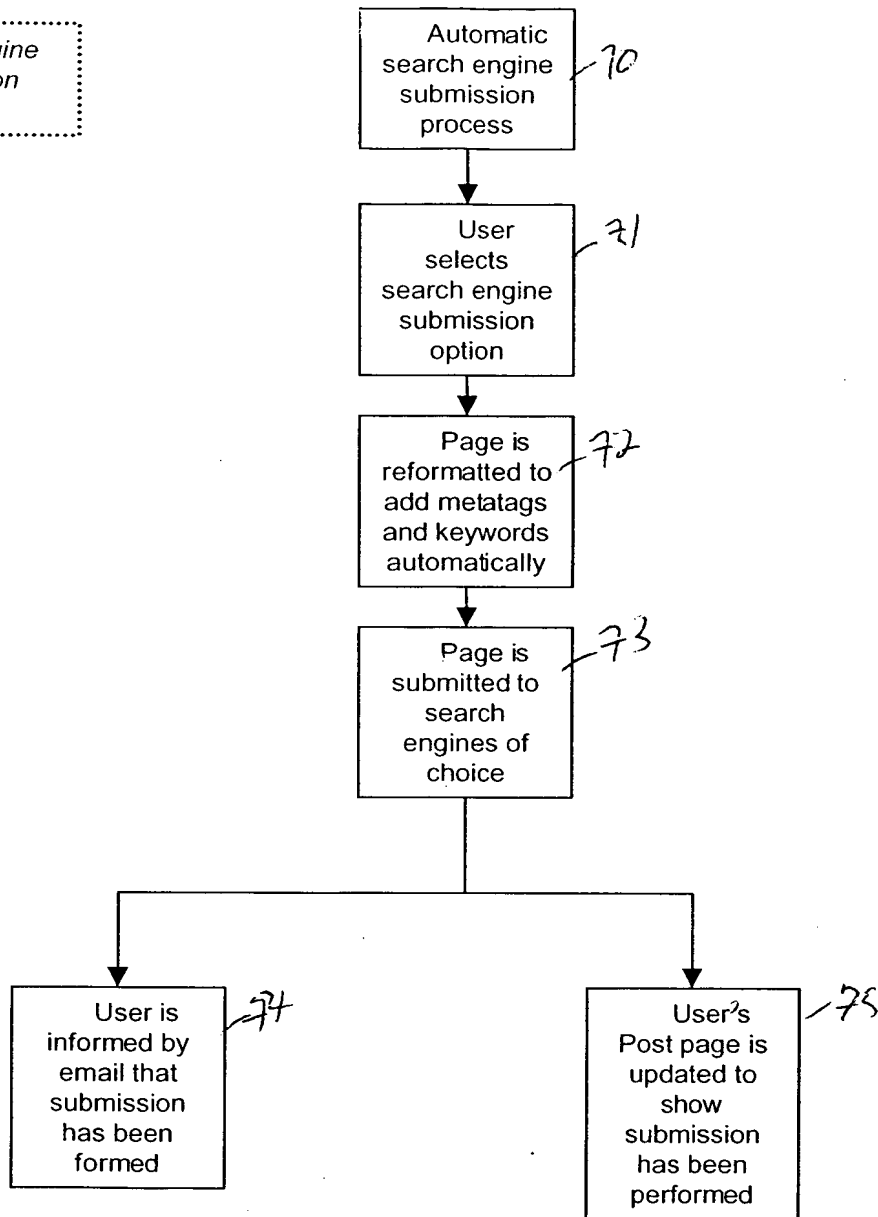 Automatic
search engine
submission
process
70
User
selects
search engine
submission
option
71
Page is
reformatted to
add metatags
and keywords
automatically
72
Page is
submitted to
search
engines of
choice
73
User is
informed by
email that
submission
has been
formed
74
User's
Post page is
updated to
show
submission
has been
performed
75